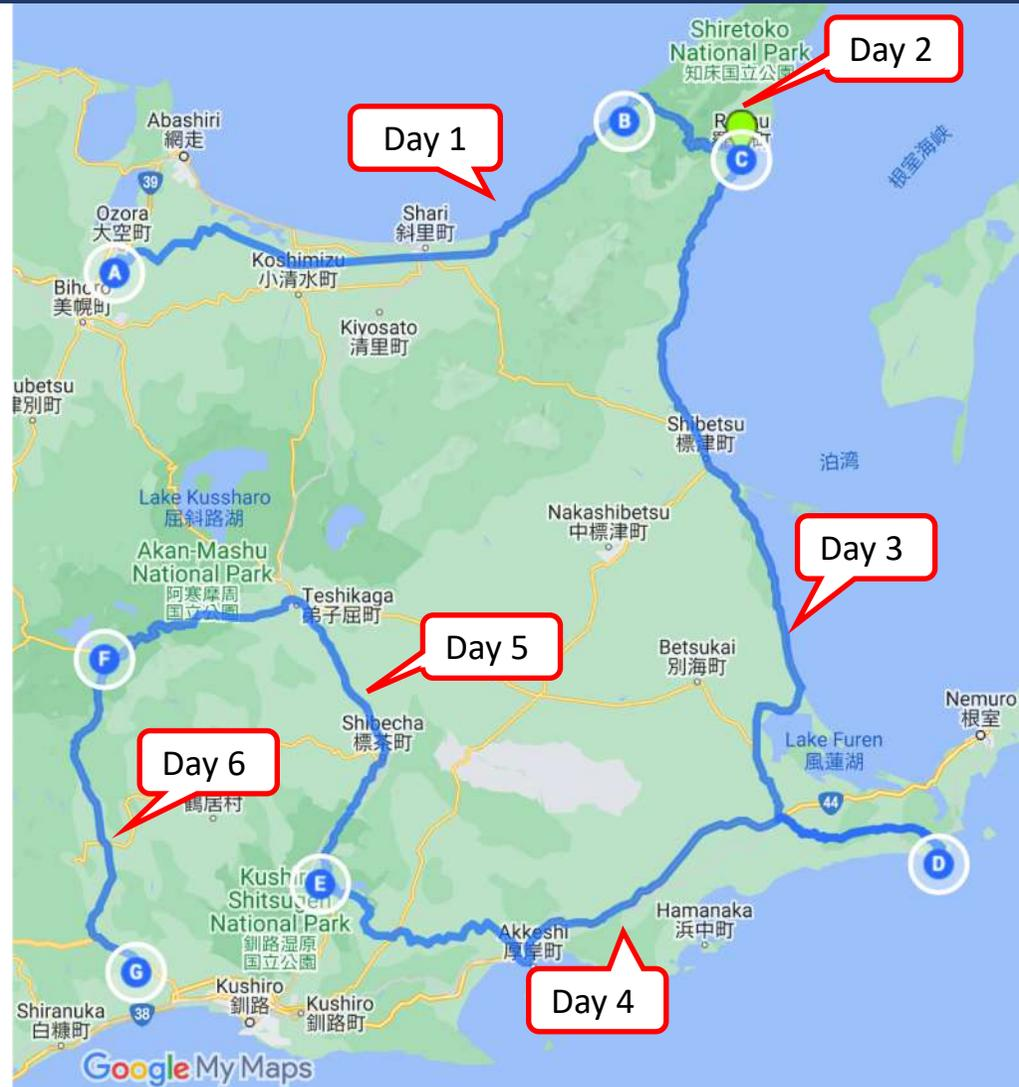 Shiretoko
National Park
知床国立公園
Day 2
Day 1
Abashiri
網走
39
B
C
根室海峡
Ozora
大空町
A
Shari
斜里町
Koshimizu
小清水町
美幌町
Kiyosato
清里町
Shibetsu
標津町
泊湾
Lake Kussharo
屈斜路湖
Nakashibetsu
中標津町
Akan-Mashu
National Park
阿寒摩周
国立公園
Day 3
Teshikaga
弟子屈町
Day 5
F
Betsukai
別海町
Shibecha
標茶町
Nemuro
根室
Lake Furen
風蓮湖
Day 6
鶴居村
44
D
E
Shitsugen
National Park
釧路湿原
国立公園
Hamanaka
浜中町
Akkeshi
厚岸町
Day 4
G
Kushiro
釧路
Kushiro
釧路町
Shiranuka
白糠町
38
Google My Maps